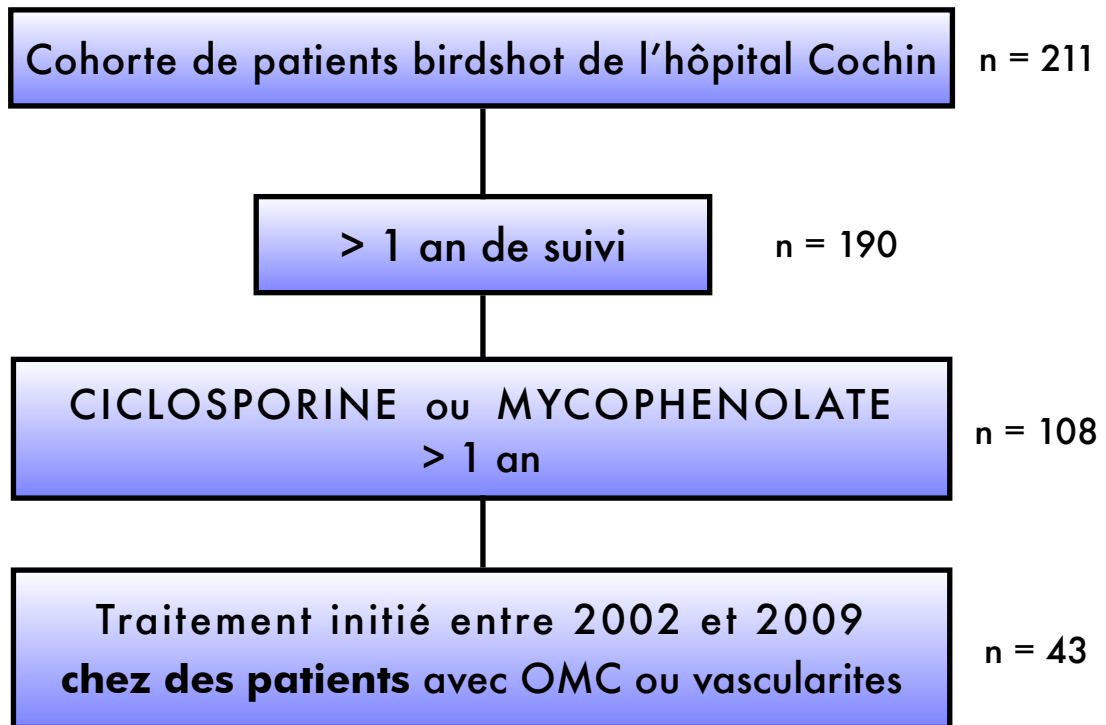 Cohorte de patients birdshot de l'hôpital Cochin
n = 211
> 1 an de suivi
n = 190
CICLOSPORINE ou MYCOPHENOLATE
> 1 an
n = 108
Traitement initié entre 2002 et 2009
chez des patients avec OMC ou vascularites
n = 43